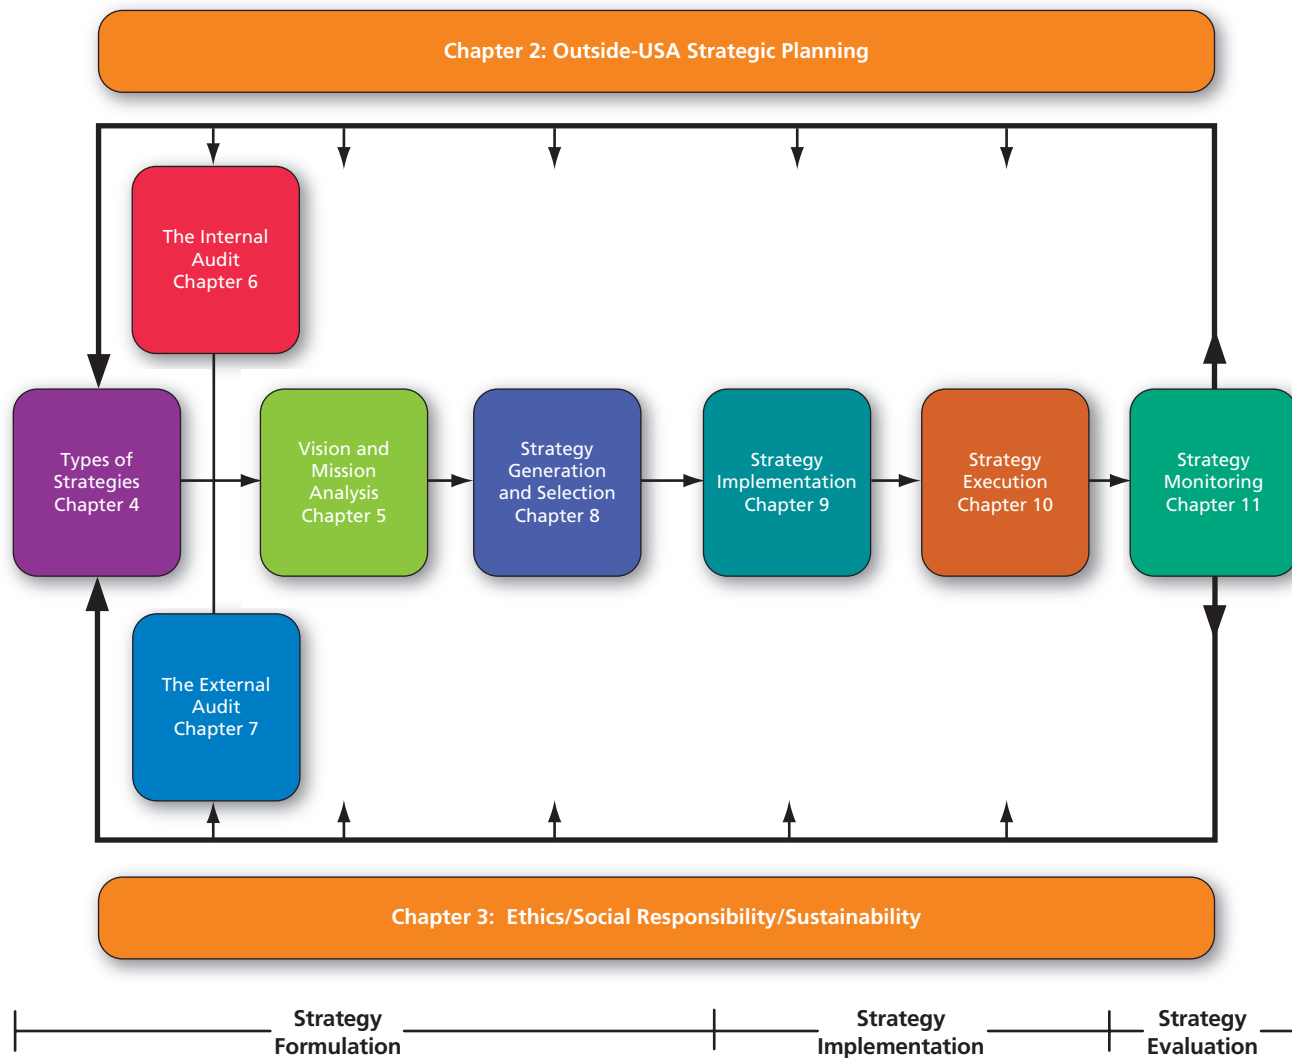 Chapter 2: Outside-USA Strategic Planning
The Internal
Audit
Chapter 6
Types of
Strategies
Chapter 4
Vision and
Mission
Analysis
Chapter 5
Strategy
Generation
and Selection
Chapter 8
Strategy
Implementation
Chapter 9
Strategy
Execution
Chapter 10
Strategy
Monitoring
Chapter 11
The External
Audit
Chapter 7
Chapter 3: Ethics/Social Responsibility/Sustainability
Strategy
Formulation
Strategy
Implementation
Strategy
Evaluation